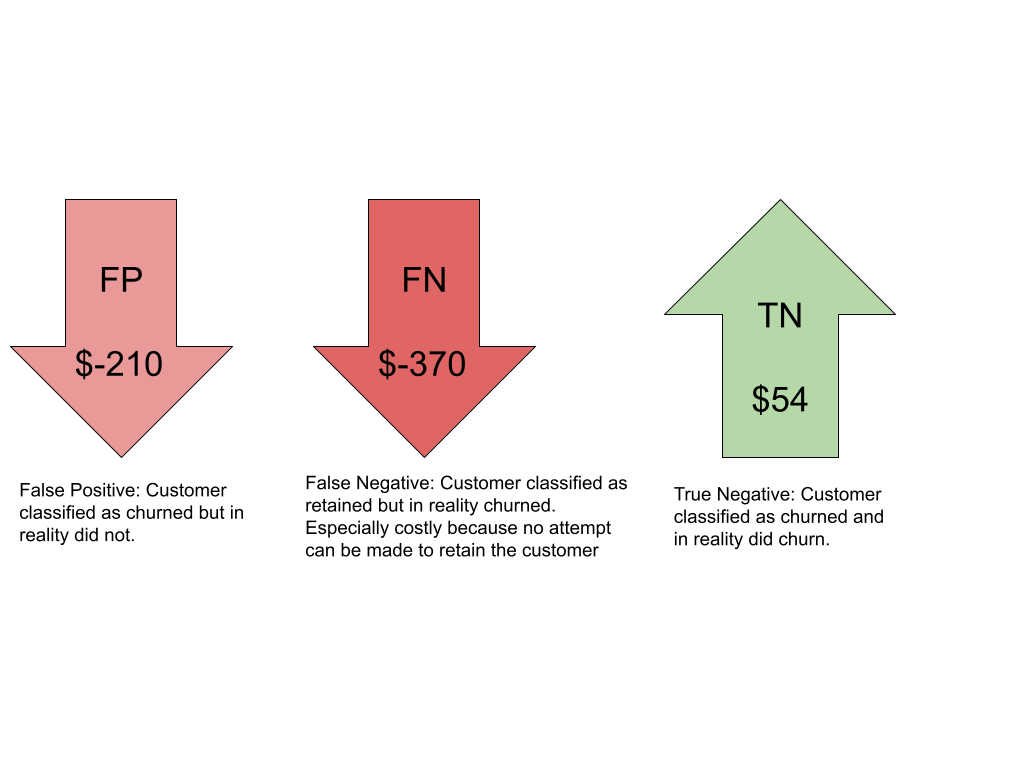 FP
$-210
False Positive: Customer
classified as churned but in
reality did not.
FN
$-370
False Negative: Customer classified as
retained but in reality churned.
Especially costly because no attempt
can be made to retain the customer
TN
$54
True Negative: Customer
classified as churned and
in reality did churn.